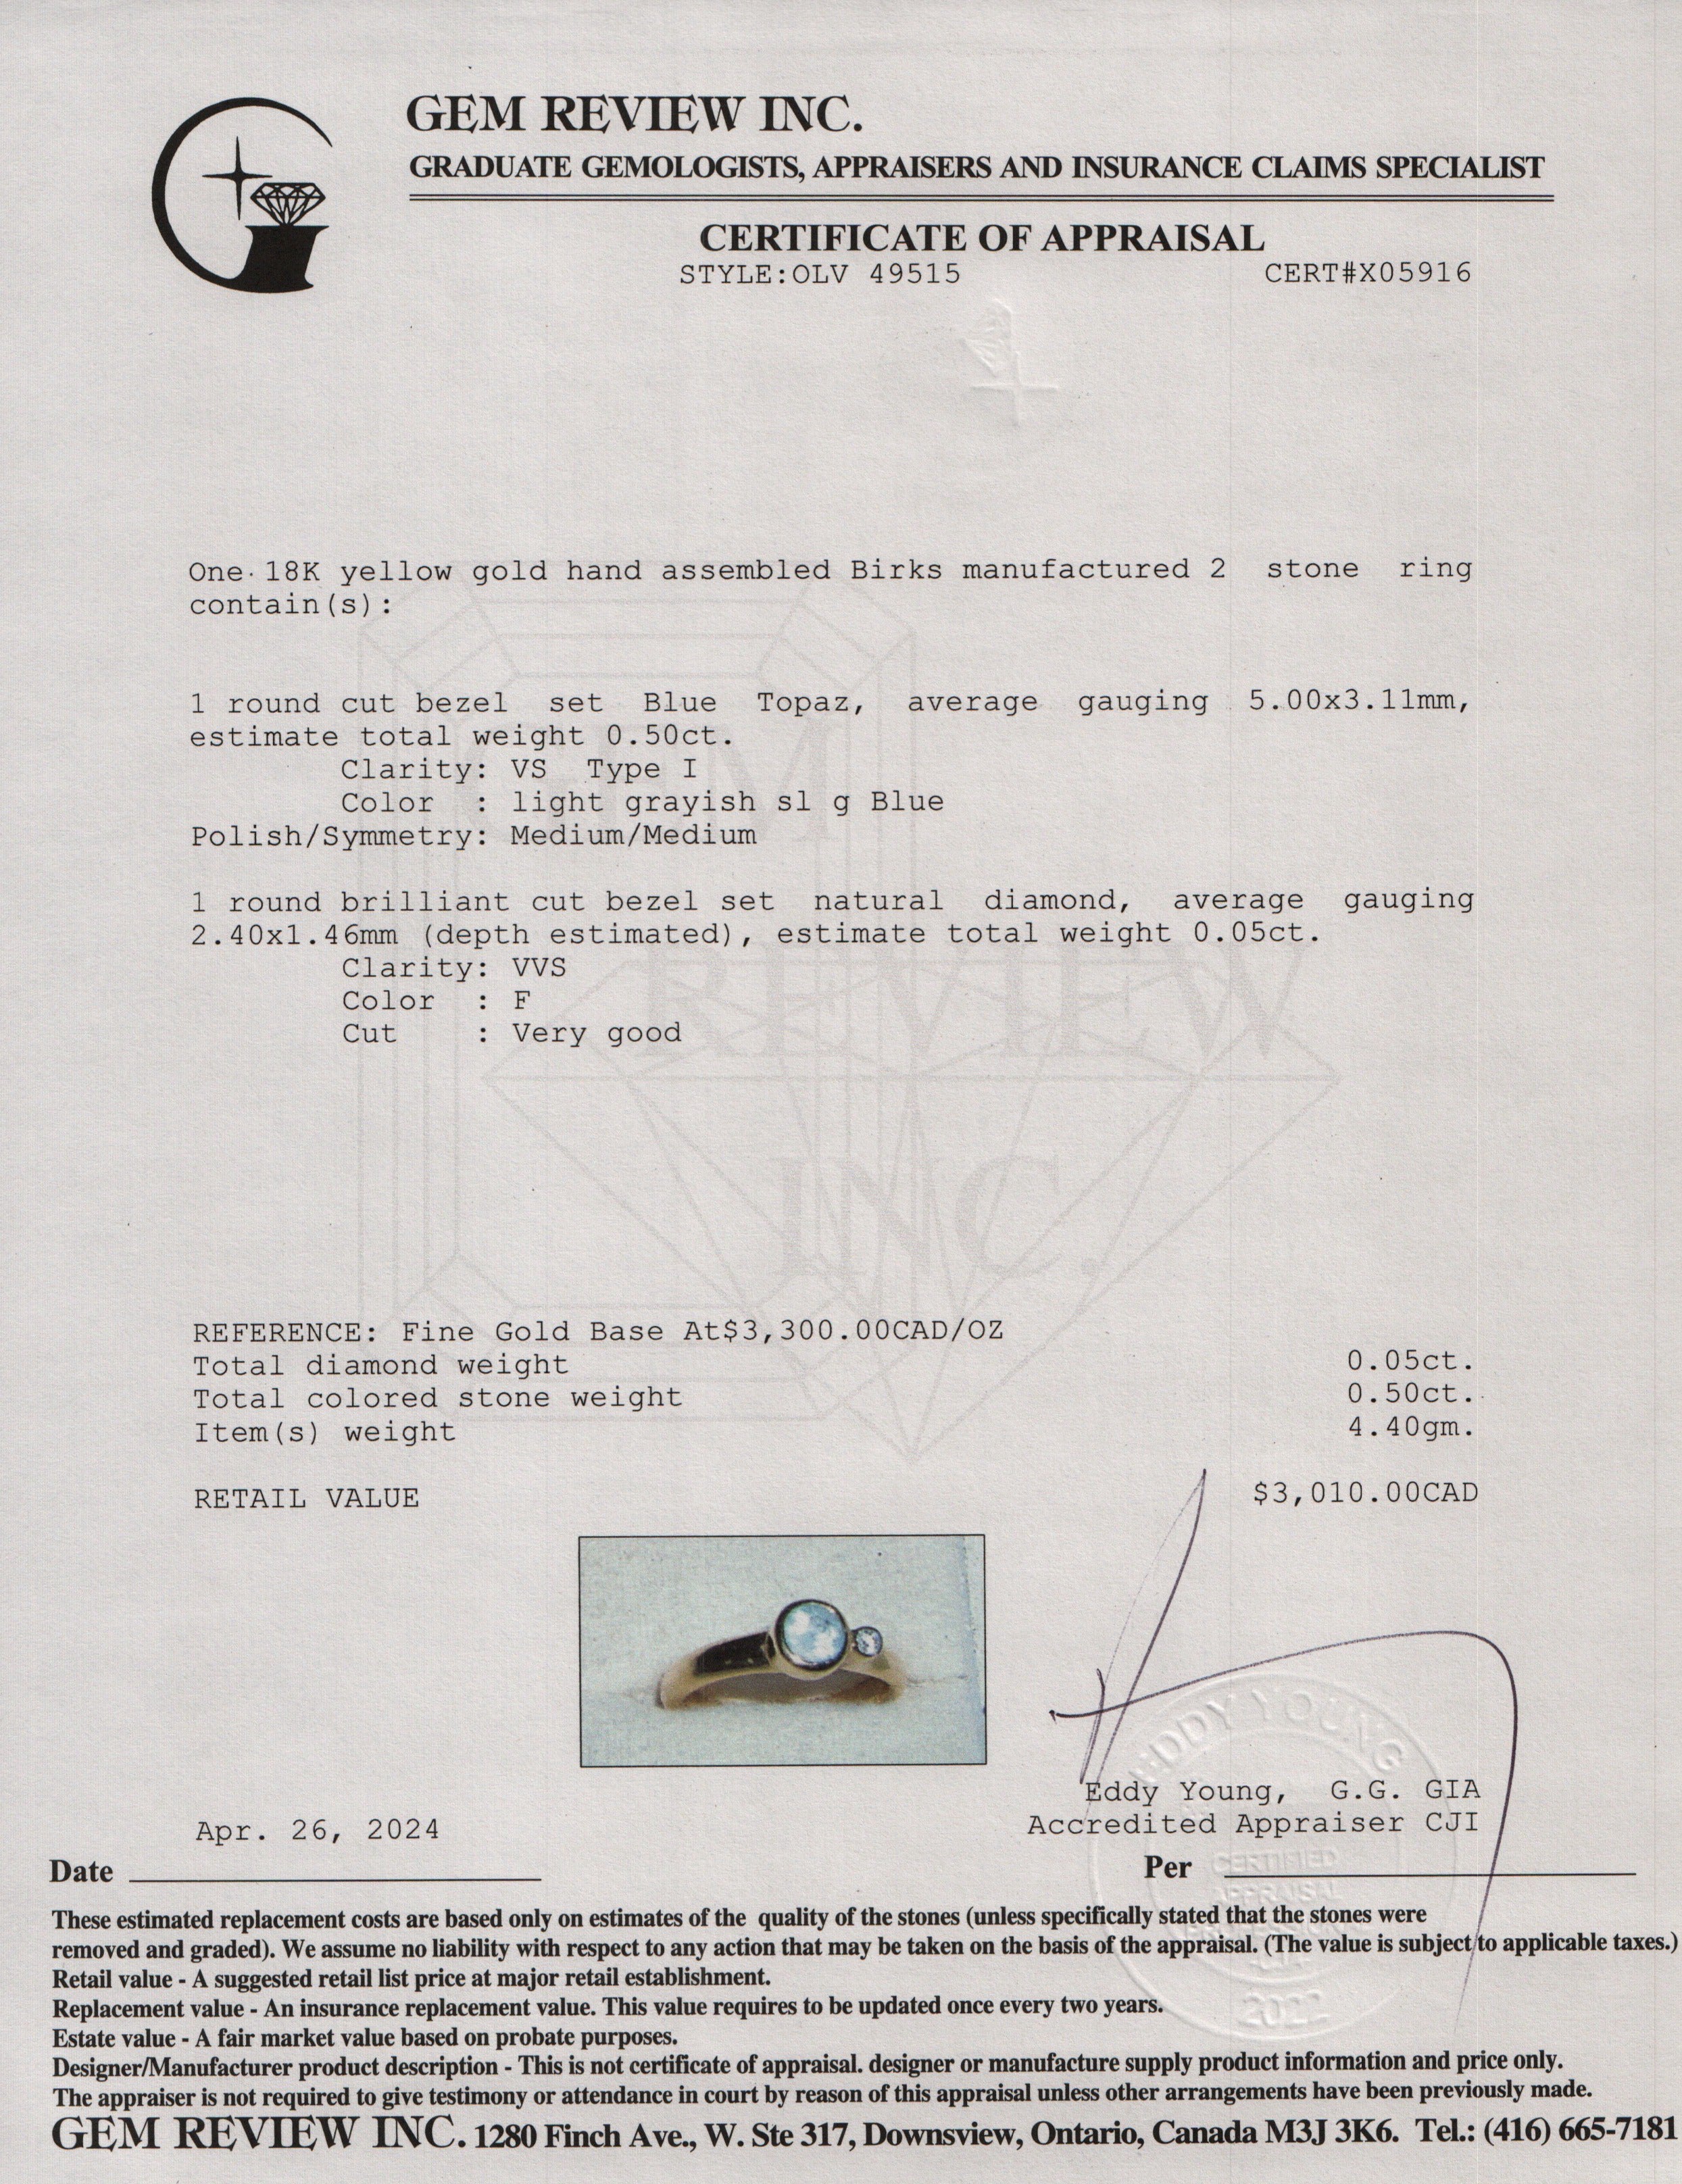 GEM REVIEW INC.
GRADUATE GEMOLOGISTS, APPRAISERS AND INSURANCE CLAIMS SPECIALIST
CERTIFICATE OF APPRAISAL
STYLE:OLV 49515 CERT#X05916
One 18K yellow gold hand assembled Birks manufactured 2 stone ring
contain(s):
1 round cut bezel set Blue Topaz, average gauging 5.00x3.11mm,
estimate total weight 0.50ct.
Clarity: VS Type I
Color : light grayish sl g Blue
Polish/Symmetry: Medium/Medium
1 round brilliant cut bezel set natural diamond, average gauging
2.40x1.46mm (depth estimated), estimate total weight 0.05ct.
Clarity: VVS
Color : F
Cut : Very good
GEM
REVIEW
INC.
REFERENCE: Fine Gold Base At$3,300.00CAD/OZ
Total diamond weight 0.05ct.
Total colored stone weight 0.50ct.
Item(s) weight 4.40gm.
RETAIL VALUE $3,010.00CAD
EDDY YOUNG
Eddy Young, G.G. GIA
Accredited Appraiser CJI
Apr. 26, 2024
Date
Per
CERTIFIED
APPRAISAL
2022
These estimated replacement costs are based only on estimates of the quality of the stones (unless specifically stated that the stones were
removed and graded). We assume no liability with respect to any action that may be taken on the basis of the appraisal. (The value is subject to applicable taxes.)
Retail value - A suggested retail list price at major retail establishment.
Replacement value - An insurance replacement value. This value requires to be updated once every two years.
Estate value - A fair market value based on probate purposes.
Designer/Manufacturer product description - This is not certificate of appraisal. designer or manufacture supply product information and price only.
The appraiser is not required to give testimony or attendance in court by reason of this appraisal unless other arrangements have been previously made.
GEM REVIEW INC. 1280 Finch Ave., W. Ste 317, Downsview, Ontario, Canada M3J 3K6. Tel.: (416) 665-7181